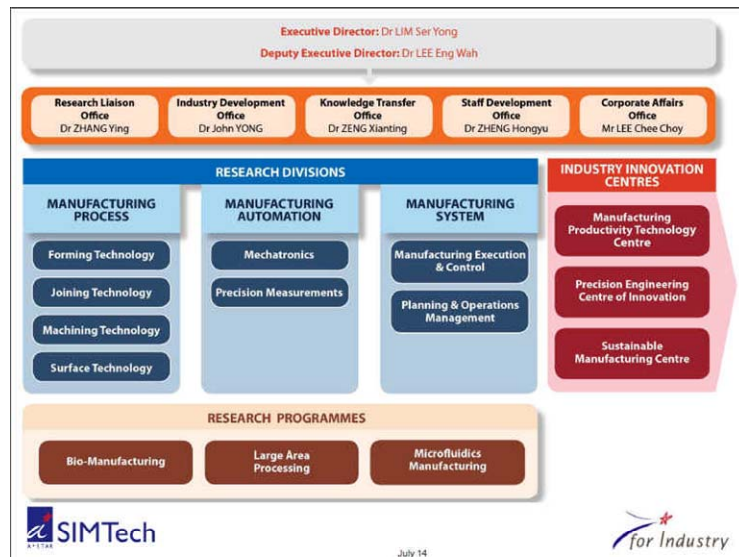 Executive Director: Dr LIM Ser Yong
Deputy Executive Director: Dr LEE Eng Wah
Research Liaison
Office
Dr ZHANG Ying
Industry Development
Office
Dr John YONG
Knowledge Transfer
Office
Dr ZENG Xianting
Staff Development
Office
Dr ZHENG Hongyu
Corporate Affairs
Office
Mr LEE Chee Choy
RESEARCH DIVISIONS
MANUFACTURING
PROCESS
Forming Technology
Joining Technology
Machining Technology
Surface Technology
MANUFACTURING
AUTOMATION
Mechatronics
Precision Measurements
MANUFACTURING
SYSTEM
Manufacturing Execution
& Control
Planning & Operations
Management
INDUSTRY INNOVATION
CENTRES
Manufacturing
Productivity Technology
Centre
Precision Engineering
Centre of Innovation
Sustainable
Manufacturing Centre
RESEARCH PROGRAMMES
Bio-Manufacturing
Large Area
Processing
Microfluidics
Manufacturing
A*STAR
SIMTech
July 14
for Industry